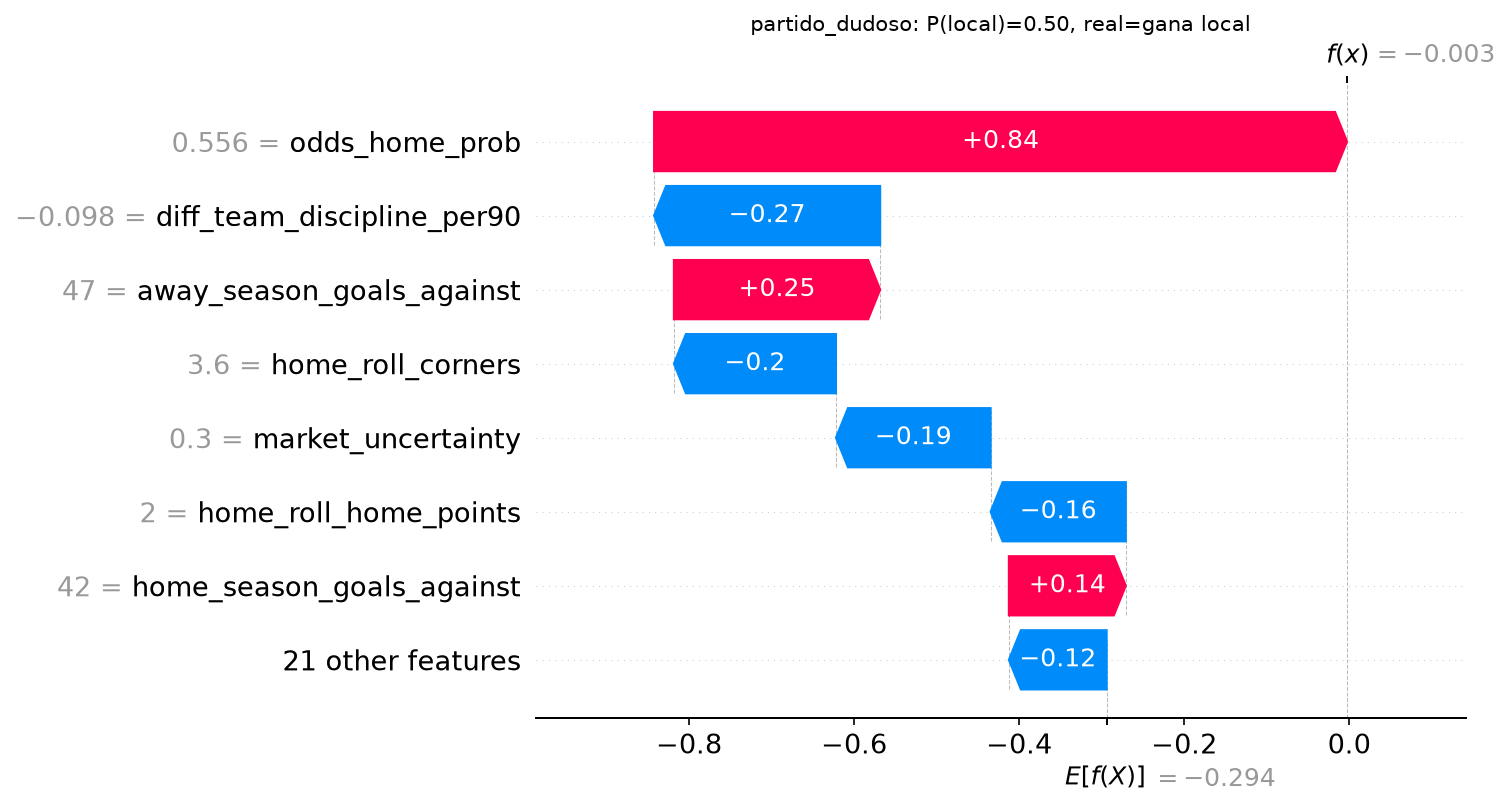 partido_dudoso: P(local)=0.50, real=gana local
f(x) = −0.003
0.556 = odds_home_prob
+0.84
−0.098 = diff_team_discipline_per90
−0.27
47 = away_season_goals_against
+0.25
3.6 = home_roll_corners
−0.2
0.3 = market_uncertainty
−0.19
2 = home_roll_home_points
−0.16
42 = home_season_goals_against
+0.14
21 other features
−0.12
−0.8 −0.6 −0.4 −0.2 0.0
E[f(X)] = −0.294